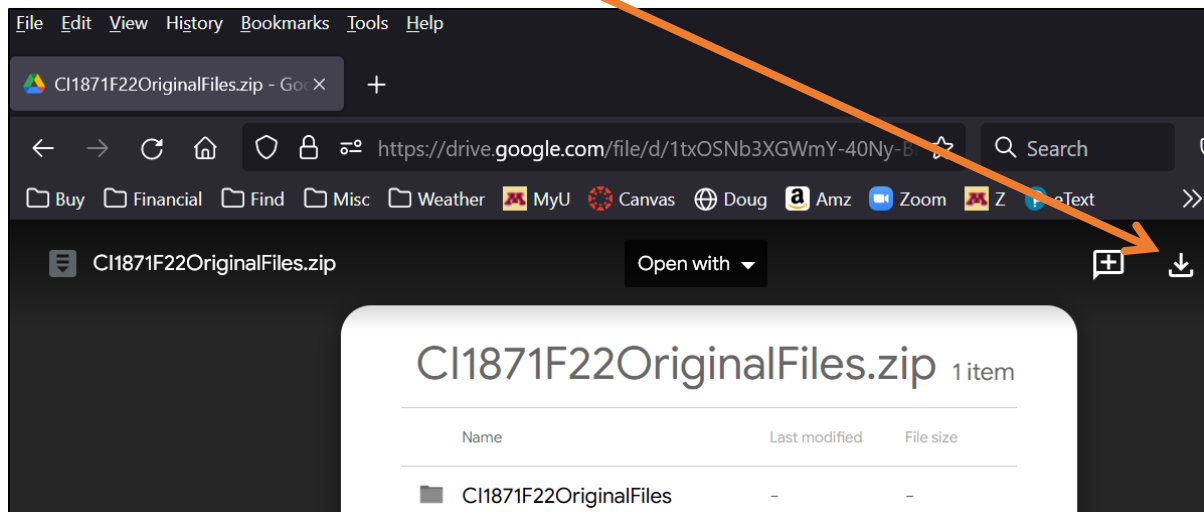 File Edit View History Bookmarks Tools Help
CI1871F22OriginalFiles.zip - Goo
https://drive.google.com/file/d/1txOSNb3XGWmY-40Ny- Search
Buy Financial Find Misc Weather MyU Canvas Doug Amz Zoom Z eText
CI1871F22OriginalFiles.zip Open with
CI1871F22OriginalFiles.zip 1 item
Name Last modified File size
CI1871F22OriginalFiles - -